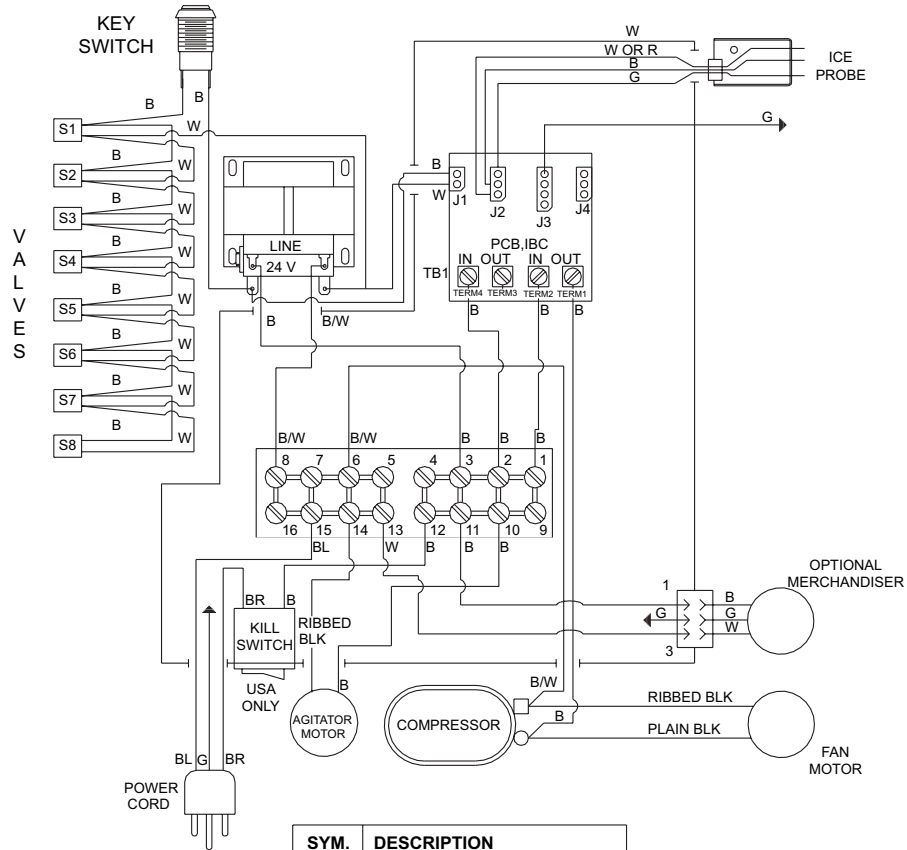 KEY
SWITCH
W
W OR R
B
G
ICE
PROBE
B
B
W
G
S1
B
W
S2
B
W
S3
B
W
S4
B
W
S5
B
W
S6
B
W
S7
B
W
S8
VALVES
LINE
24 V
B
B/W
B
W
J1
J2
J3
J4
PCB,IBC
IN OUT IN OUT
TB1
TERM4 TERM3 TERM2 TERM1
B
B
B
B/W
B/W
B
B
B
8 7 6 5 4 3 2 1
16 15 14 13 12 11 10 9
BL
W
B
B
B
OPTIONAL
MERCHANDISER
1
B
G
G
W
3
BR
B
KILL
SWITCH
RIBBED
BLK
USA
ONLY
B
AGITATOR
MOTOR
B/W
B
COMPRESSOR
RIBBED BLK
PLAIN BLK
FAN
MOTOR
BL G BR
POWER
CORD
SYM. DESCRIPTION